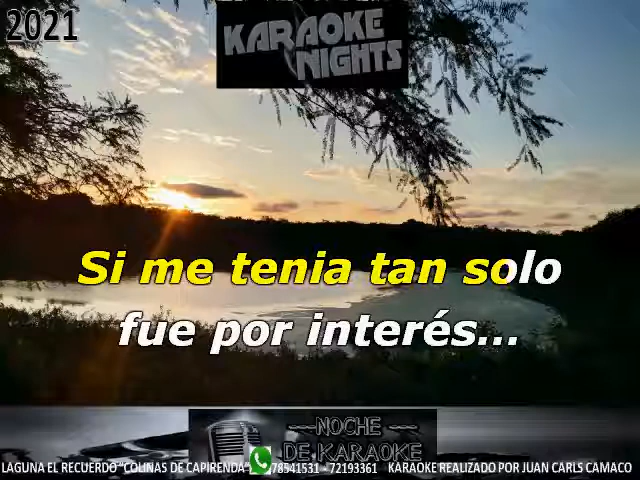 2021
KARAOKE
NIGHTS
Si me tenia tan solo
fue por interés...
NOCHE
DE KARAOKE
LAGUNA EL RECUERDO "COLINAS DE CAPIRENDA" 78541531 - 72193361 KARAOKE REALIZADO POR JUAN CARLS CAMACO